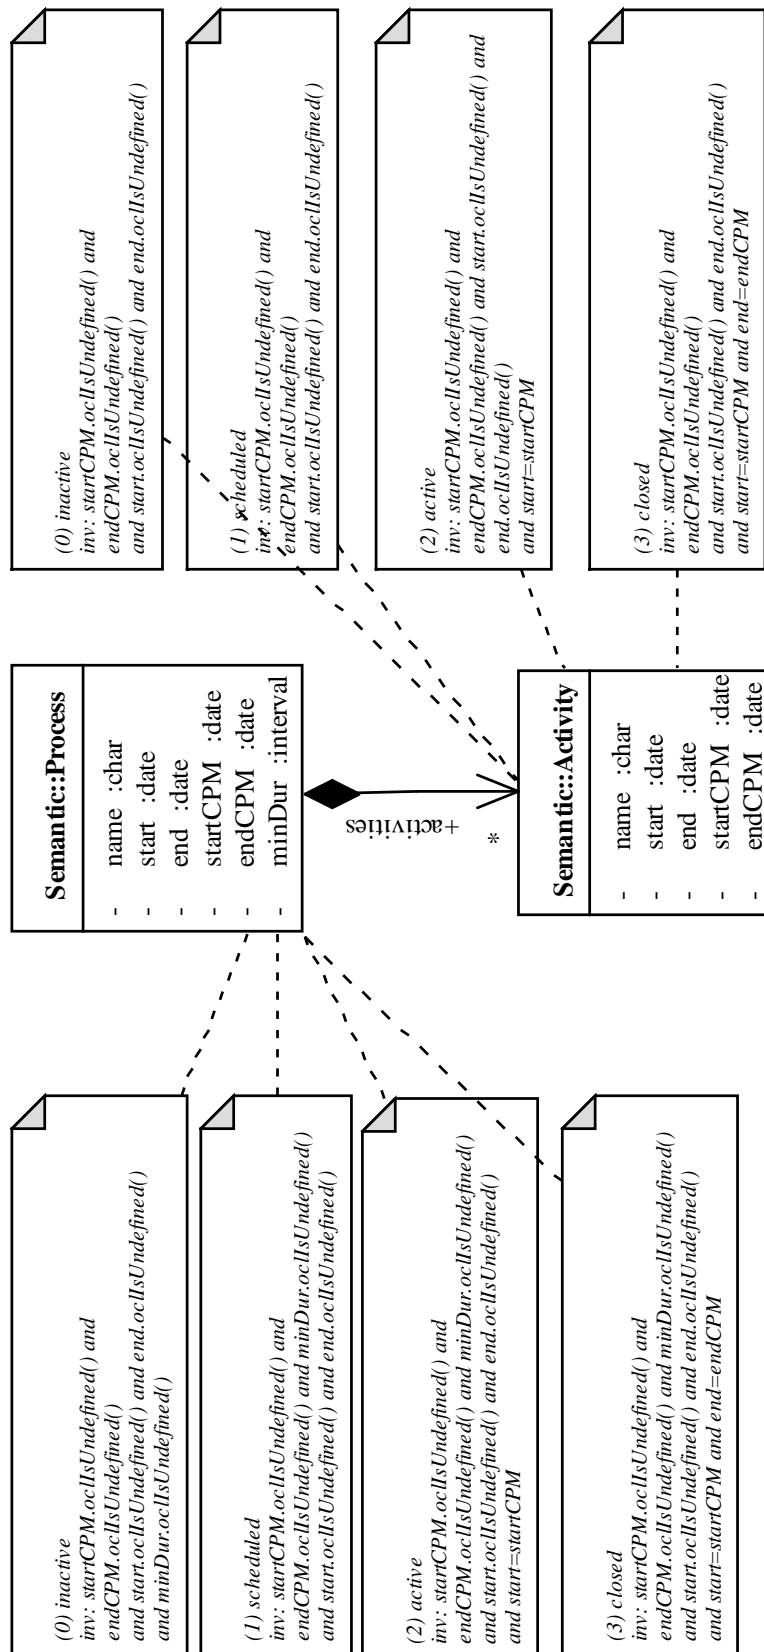 (0) inactive
inv: startCPM.oclIsUndefined() and
endCPM.oclIsUndefined()
and start.oclIsUndefined() and end.oclIsUndefined()
and minDur.oclIsUndefined()
(1) scheduled
inv: startCPM.oclIsUndefined() and
endCPM.oclIsUndefined() and minDur.oclIsUndefined()
and start.oclIsUndefined() and end.oclIsUndefined()
(2) active
inv: startCPM.oclIsUndefined() and
endCPM.oclIsUndefined() and minDur.oclIsUndefined()
and start.oclIsUndefined() and end.oclIsUndefined()
and start=startCPM
(3) closed
inv: startCPM.oclIsUndefined() and
endCPM.oclIsUndefined() and minDur.oclIsUndefined()
and start.oclIsUndefined() and end.oclIsUndefined()
and start=startCPM and end=endCPM
Semantic::Process
- name :char
- start :date
- end :date
- startCPM :date
- endCPM :date
- minDur :interval
+activities
*
Semantic::Activity
- name :char
- start :date
- end :date
- startCPM :date
- endCPM :date
(0) inactive
inv: startCPM.oclIsUndefined() and
endCPM.oclIsUndefined()
and start.oclIsUndefined() and end.oclIsUndefined()
(1) scheduled
inv: startCPM.oclIsUndefined() and
endCPM.oclIsUndefined()
and start.oclIsUndefined() and end.oclIsUndefined()
(2) active
inv: startCPM.oclIsUndefined() and
endCPM.oclIsUndefined() and start.oclIsUndefined() and
end.oclIsUndefined()
and start=startCPM
(3) closed
inv: startCPM.oclIsUndefined() and
endCPM.oclIsUndefined()
and start.oclIsUndefined() and end.oclIsUndefined()
and start=startCPM and end=endCPM